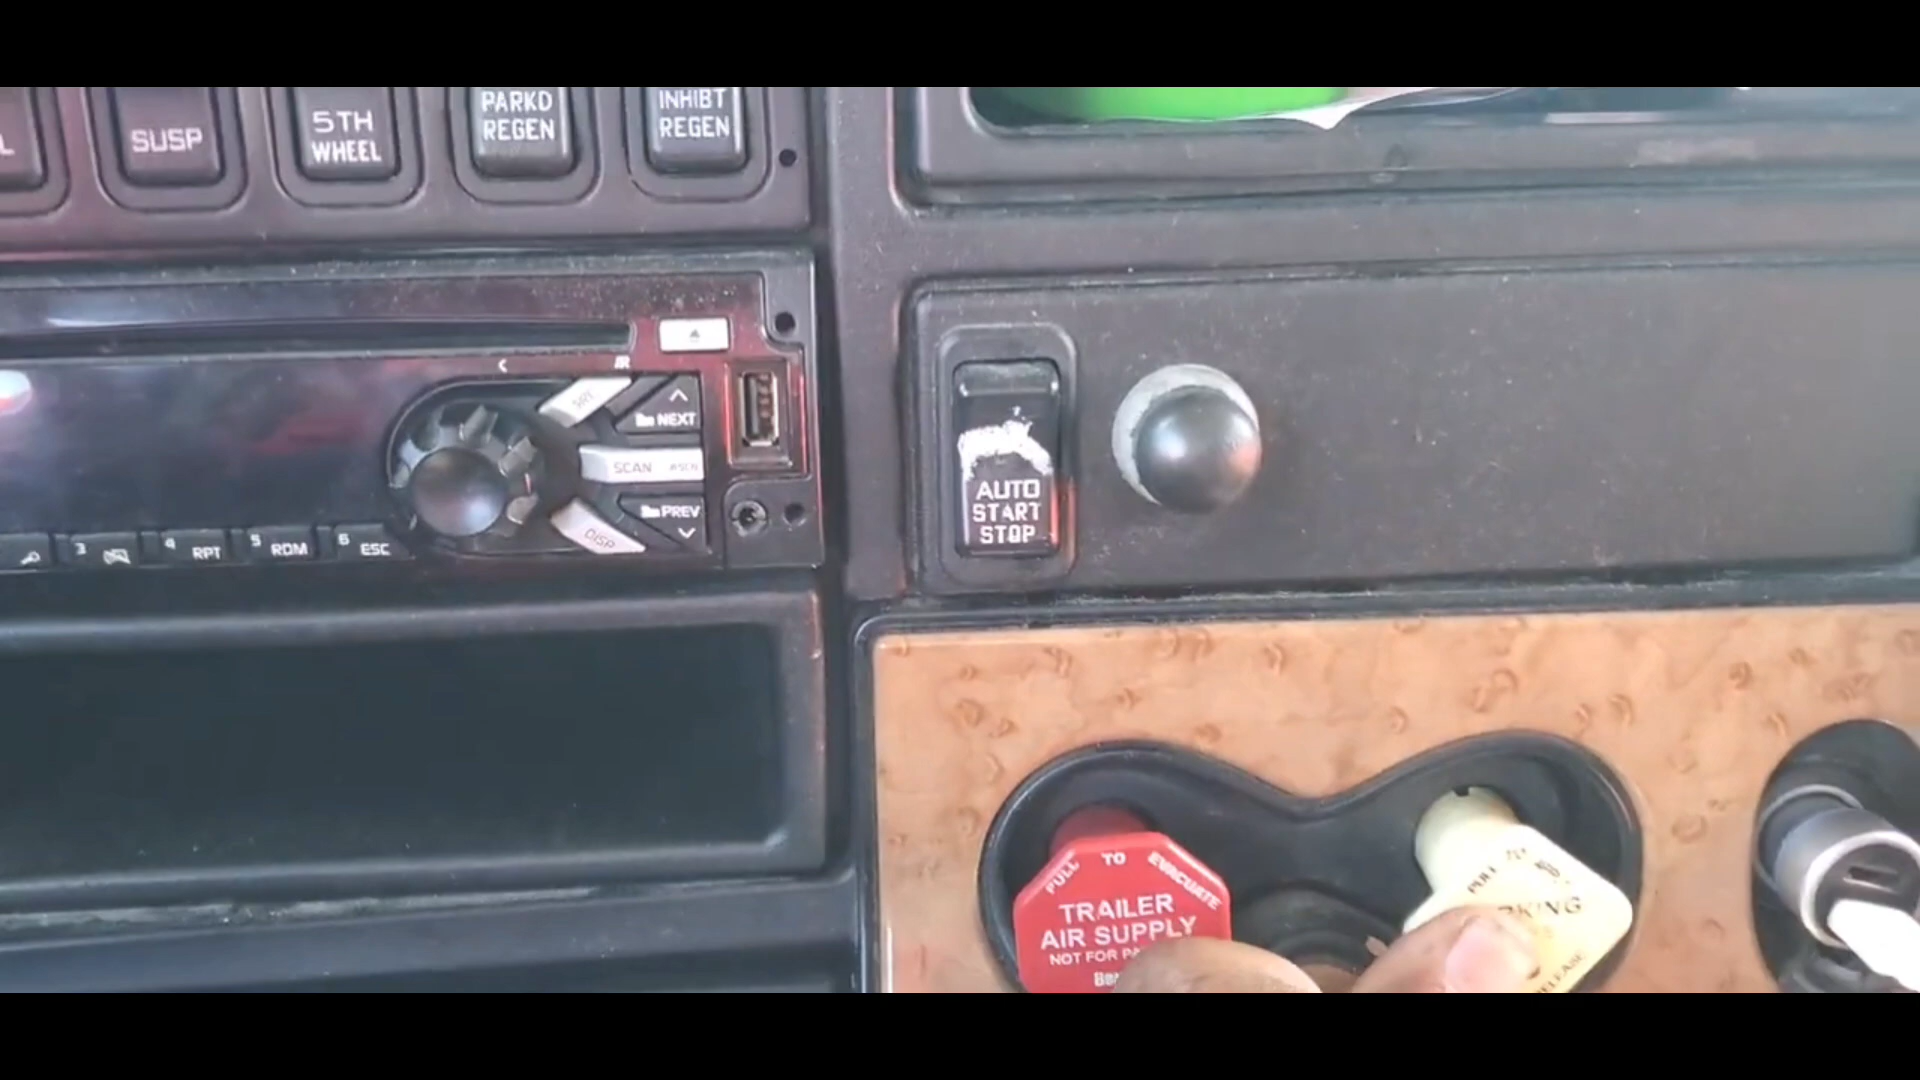 L
SUSP
5TH
WHEEL
PARKD
REGEN
INHIBT
REGEN
NEXT
SCAN
PREV
DISP
3
4 RPT
5 RDM
6 ESC
AUTO
START
STOP
PULL TO EVACUATE
TRAILER
AIR SUPPLY
NOT FOR
PULL